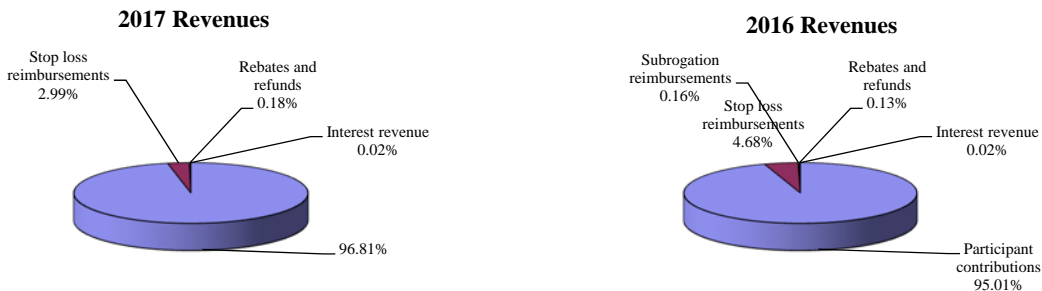 2017 Revenues
Stop loss
reimbursements
2.99%
Rebates and
refunds
0.18%
Interest revenue
0.02%
96.81%
2016 Revenues
Subrogation
reimbursements
0.16%
Stop loss
reimbursements
4.68%
Rebates and
refunds
0.13%
Interest revenue
0.02%
Participant
contributions
95.01%